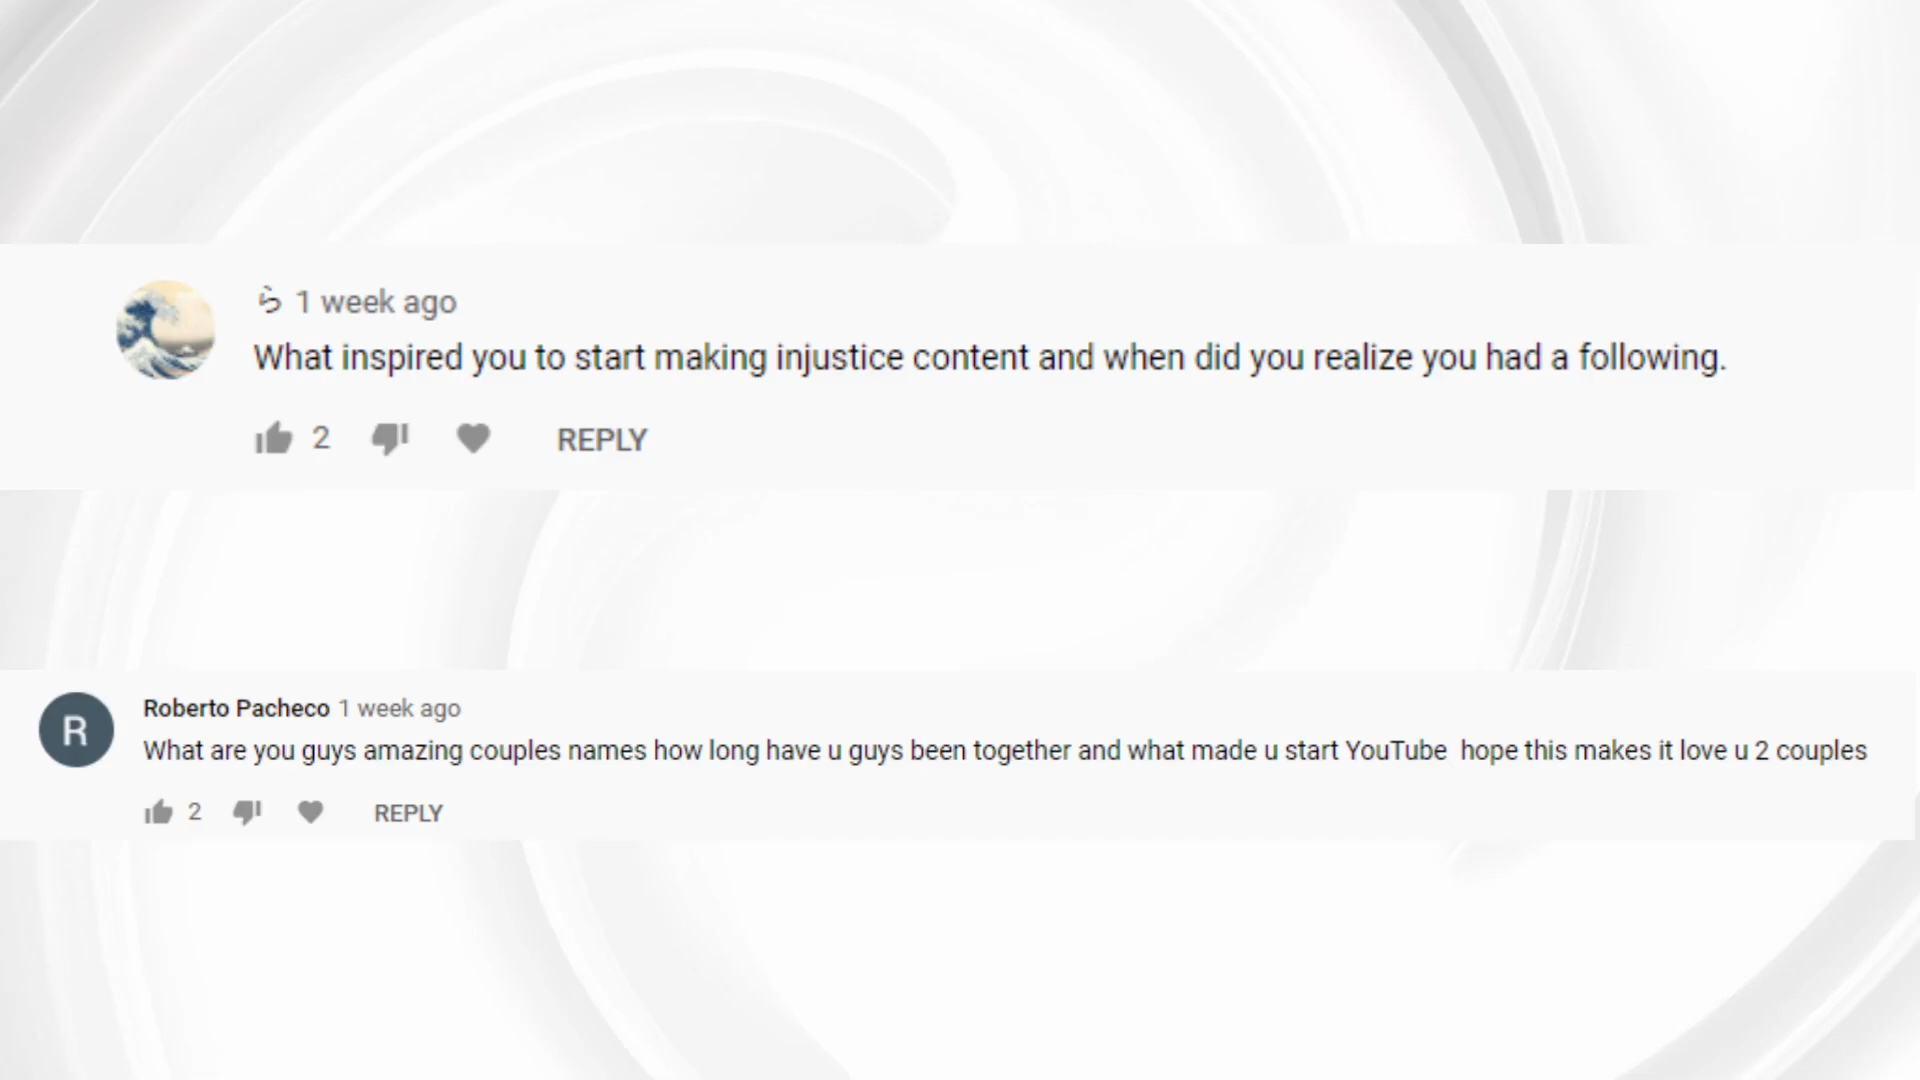 ら 1 week ago
What inspired you to start making injustice content and when did you realize you had a following.
2 REPLY
R
Roberto Pacheco 1 week ago
What are you guys amazing couples names how long have u guys been together and what made u start YouTube  hope this makes it love u 2 couples
2 REPLY